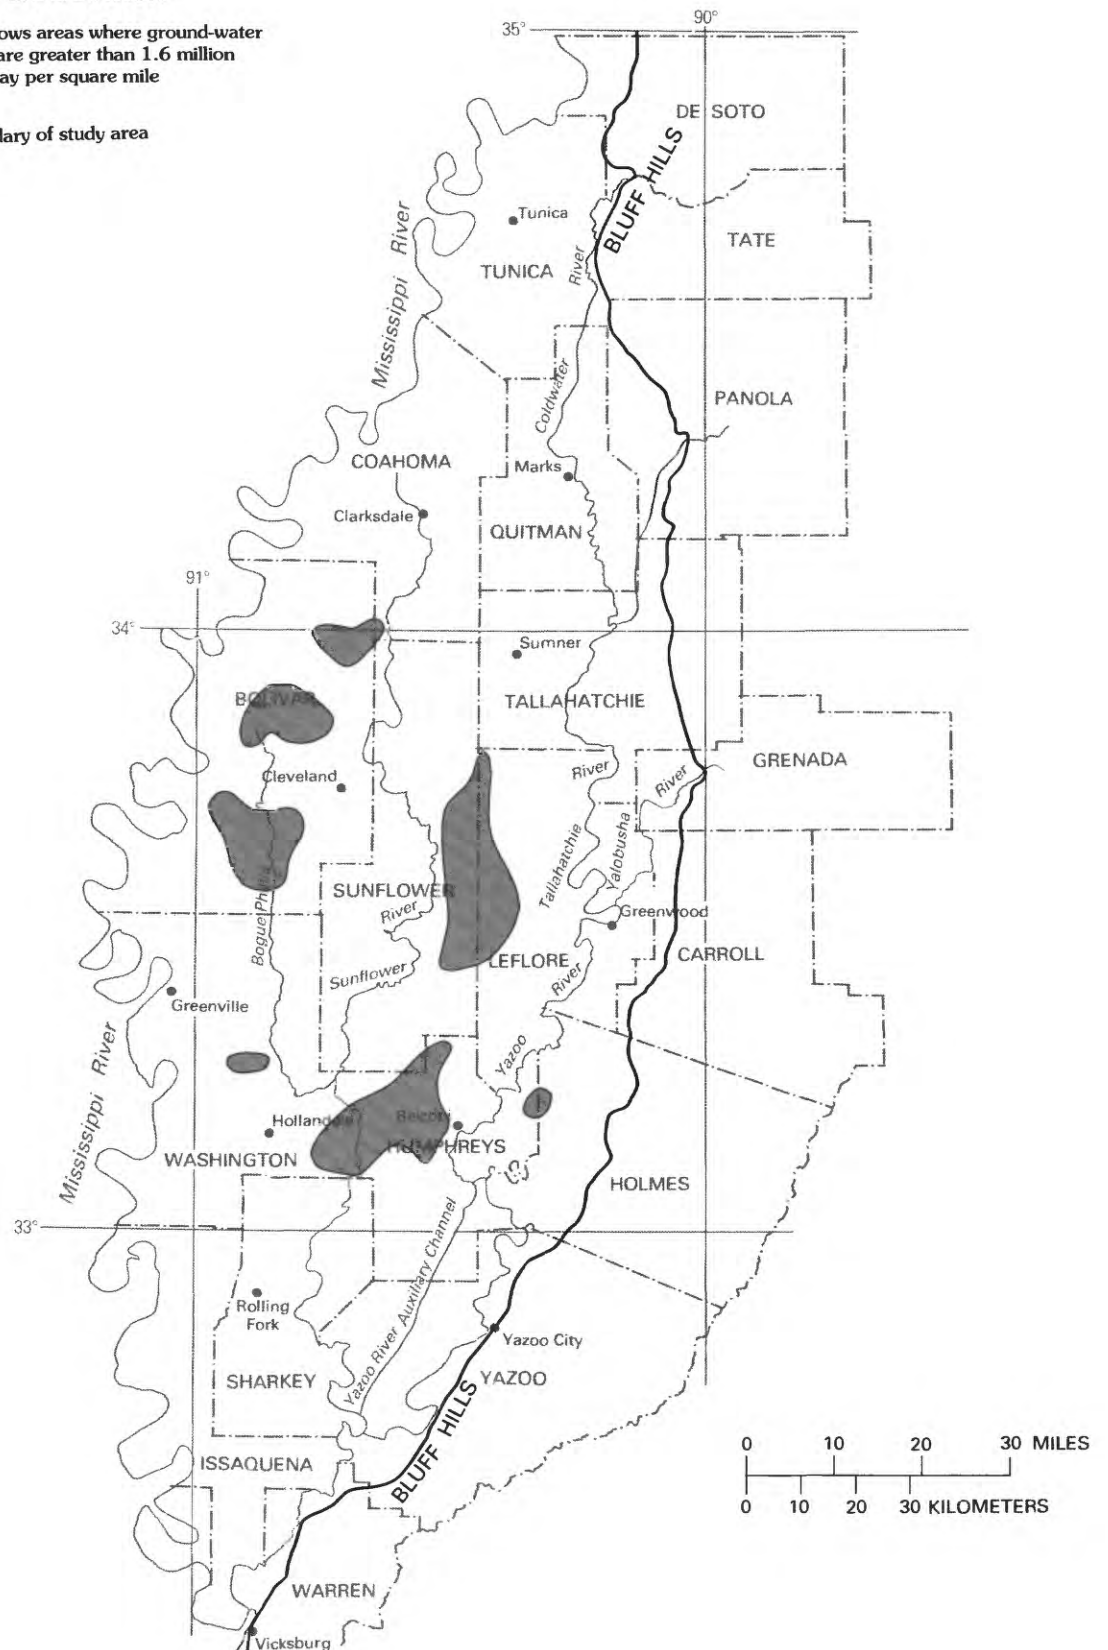 ows areas where ground-water
are greater than 1.6 million
ay per square mile
lary of study area
35°
90°
DE SOTO
BLUFF HILLS
Tunica
TATE
TUNICA
River
Mississippi River
Coldwater
PANOLA
COAHOMA
Marks
Clarksdale
QUITMAN
91°
34°
Sumner
BOLIVAR
TALLAHATCHIE
GRENADA
River
River
Cleveland
Tallahatchie
Yalobusha
SUNFLOWER
River
Greenwood
Bogue Phalia
CARROLL
LEFLORE
Sunflower
River
Greenville
Yazoo
Mississippi River
Hollandale
Belzoni
HUMPHREYS
WASHINGTON
HOLMES
33°
Yazoo River Auxiliary Channel
Rolling
Fork
Yazoo City
SHARKEY
YAZOO
BLUFF HILLS
ISSAQUENA
0 10 20 30 MILES
0 10 20 30 KILOMETERS
WARREN
Vicksburg